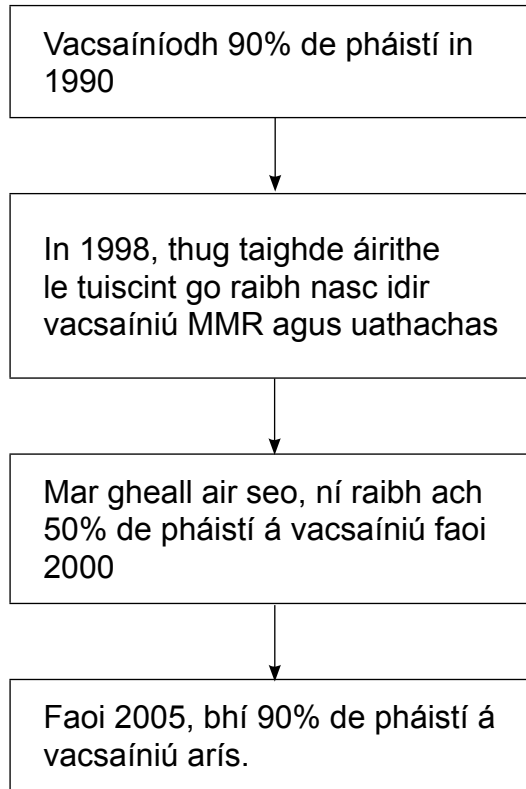 Vacsaíníodh 90% de pháistí in
1990
In 1998, thug taighde áirithe
le tuiscint go raibh nasc idir
vacsaíniú MMR agus uathachas
Mar gheall air seo, ní raibh ach
50% de pháistí á vacsaíniú faoi
2000
Faoi 2005, bhí 90% de pháistí á
vacsaíniú arís.